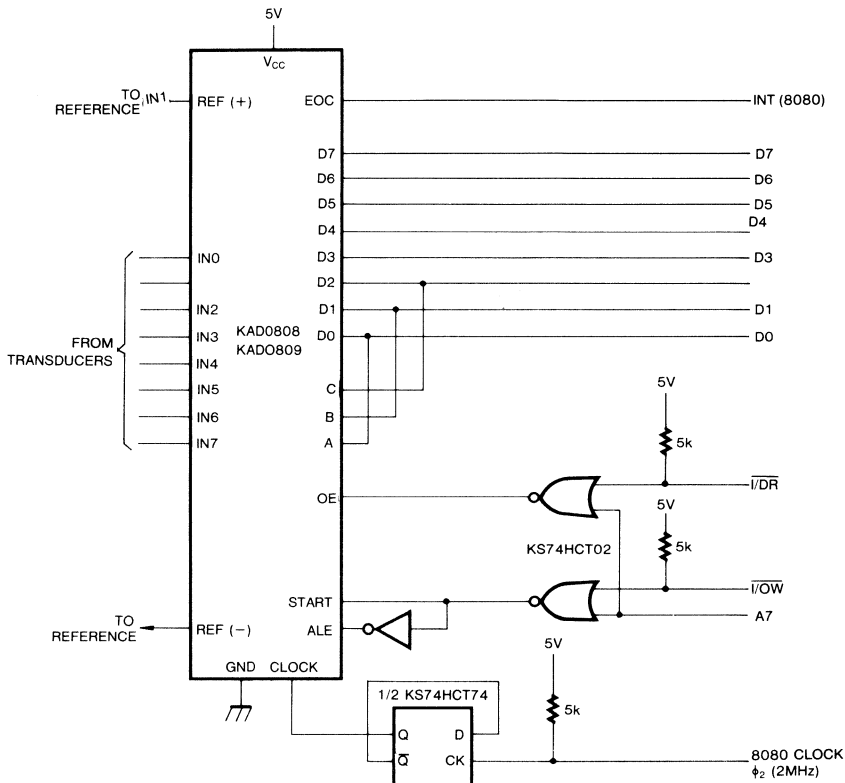 5V
VCC
TO REFERENCE
IN1
REF (+)
EOC
INT (8080)
D7
D7
D6
D6
D5
D5
D4
D4
IN0
D3
D3
D2
IN2
D1
D1
IN3
KAD0808
KADO809
D0
D0
FROM TRANSDUCERS
IN4
IN5
C
5V
IN6
B
IN7
A
5k
OE
I/DR
5V
KS74HCT02
5k
START
I/OW
TO REFERENCE
REF (−)
ALE
A7
GND
CLOCK
5V
1/2 KS74HCT74
5k
Q
D
Q
CK
8080 CLOCK
ϕ2 (2MHz)